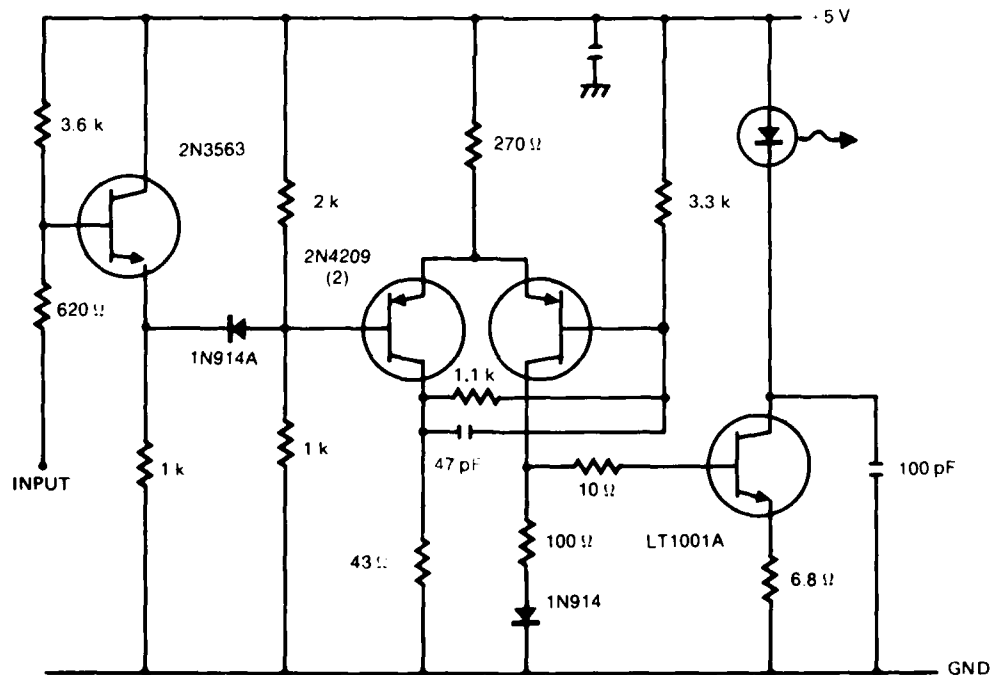 +5 V
3.6 k
2N3563
270 Ω
2 k
3.3 k
2N4209
(2)
620 Ω
1N914A
1.1 k
1 k
1 k
47 pF
10 Ω
100 pF
INPUT
LT1001A
43 Ω
100 Ω
6.8 Ω
1N914
GND